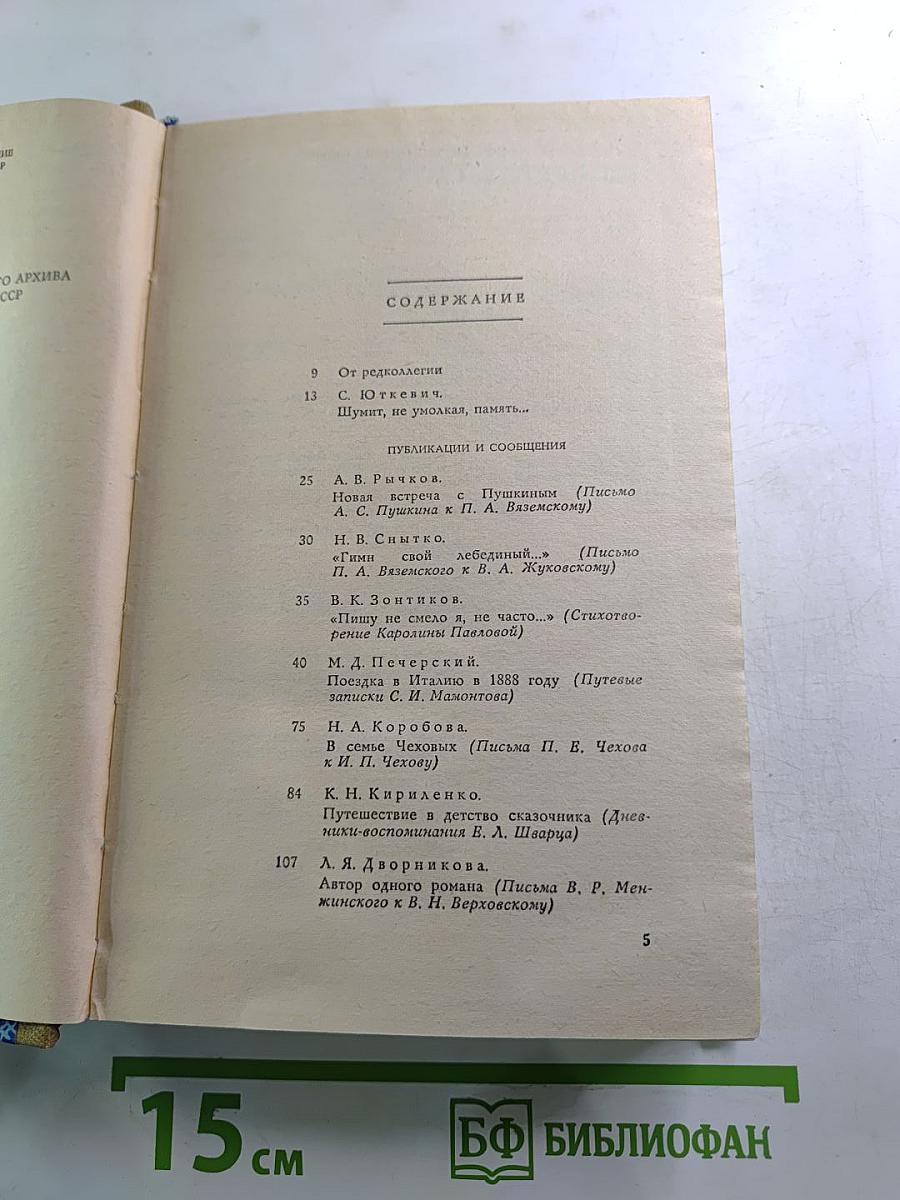 ИЕ
Р
ГО АРХИВА
ССР
СОДЕРЖАНИЕ
9 От редколлегии
13 С. Юткевич.
Шумит, не умолкая, память...
ПУБЛИКАЦИИ И СООБЩЕНИЯ
25 А. В. Рычков.
Новая встреча с Пушкиным (Письмо
А. С. Пушкина к П. А. Вяземскому)
30 Н. В. Снытко.
«Гимн свой лебединый...» (Письмо
П. А. Вяземского к В. А. Жуковскому)
35 В. К. Зонтиков.
«Пишу не смело я, не часто...» (Стихотво-
рение Каролины Павловой)
40 М. Д. Печерский.
Поездка в Италию в 1888 году (Путевые
записки С. И. Мамонтова)
75 Н. А. Коробова.
В семье Чеховых (Письма П. Е. Чехова
к И. П. Чехову)
84 К. Н. Кириленко.
Путешествие в детство сказочника (Днев-
ники-воспоминания Е. Л. Шварца)
107 Л. Я. Дворникова.
Автор одного романа (Письма В. Р. Мен-
жинского к В. Н. Верховскому)
5
15 см
БФ БИБЛИОФАН